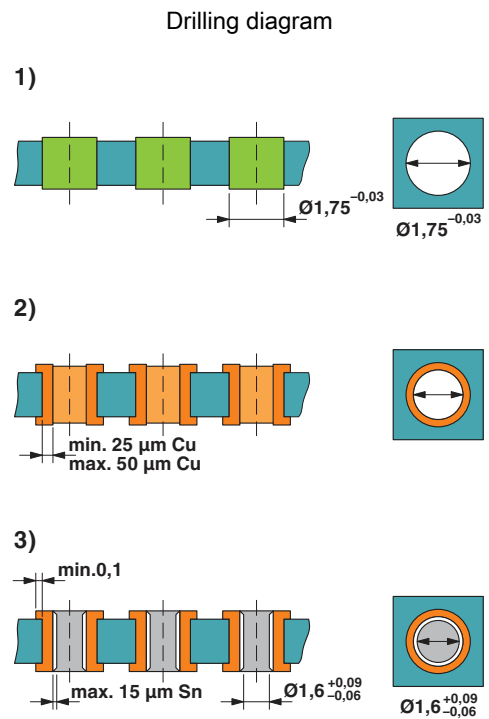 Drilling diagram
1)
Ø1,75 −0,03
Ø1,75 −0,03
2)
min. 25 µm Cu
max. 50 µm Cu
3)
min.0,1
max. 15 µm Sn
Ø1,6 +0,09 −0,06
Ø1,6 +0,09 −0,06